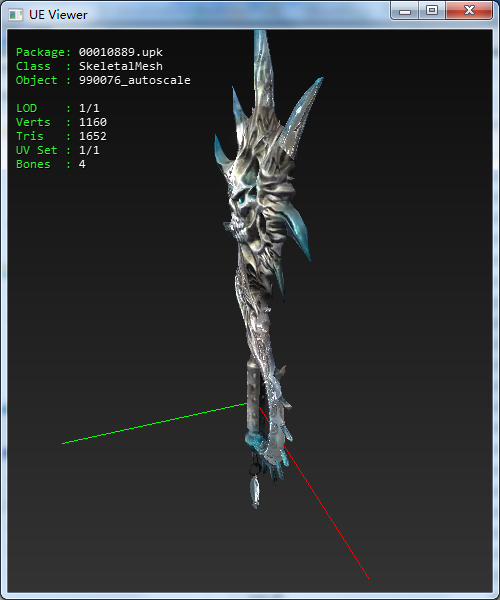 UE Viewer
Package: 00010889.upk
Class : SkeletalMesh
Object : 990076_autoscale
LOD : 1/1
Verts : 1160
Tris : 1652
UV Set : 1/1
Bones : 4